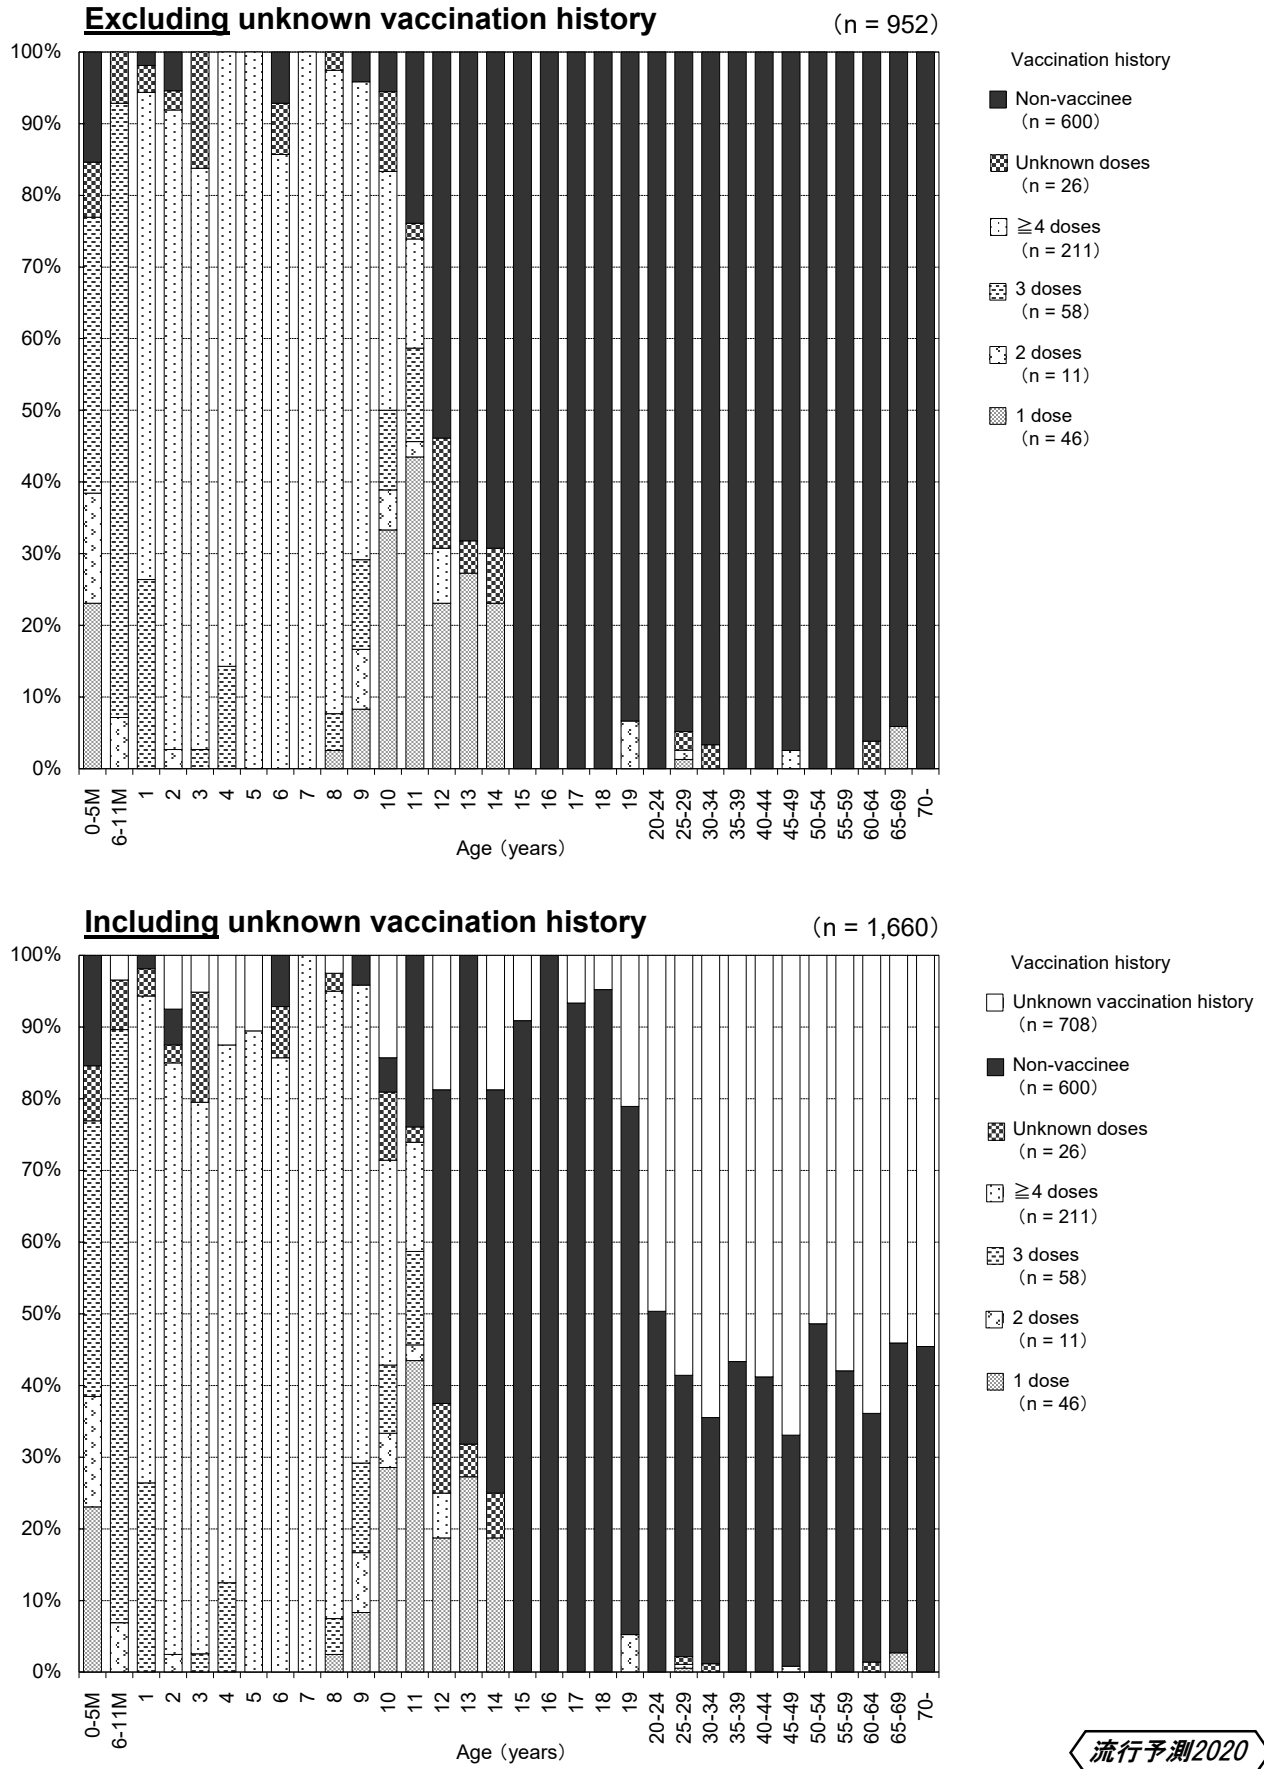 Excluding unknown vaccination history
（n = 952）
Vaccination history
Non-vaccinee
（n = 600）
Unknown doses
（n = 26）
≧4 doses
（n = 211）
3 doses
（n = 58）
2 doses
（n = 11）
1 dose
（n = 46）
100%
90%
80%
70%
60%
50%
40%
30%
20%
10%
0%
0-5M
6-11M
1
2
3
4
5
6
7
8
9
10
11
12
13
14
15
16
17
18
19
20-24
25-29
30-34
35-39
40-44
45-49
50-54
55-59
60-64
65-69
70-
Age（years）
Including unknown vaccination history
（n = 1,660）
Vaccination history
Unknown vaccination history
（n = 708）
Non-vaccinee
（n = 600）
Unknown doses
（n = 26）
≧4 doses
（n = 211）
3 doses
（n = 58）
2 doses
（n = 11）
1 dose
（n = 46）
100%
90%
80%
70%
60%
50%
40%
30%
20%
10%
0%
0-5M
6-11M
1
2
3
4
5
6
7
8
9
10
11
12
13
14
15
16
17
18
19
20-24
25-29
30-34
35-39
40-44
45-49
50-54
55-59
60-64
65-69
70-
Age（years）
流行予測2020